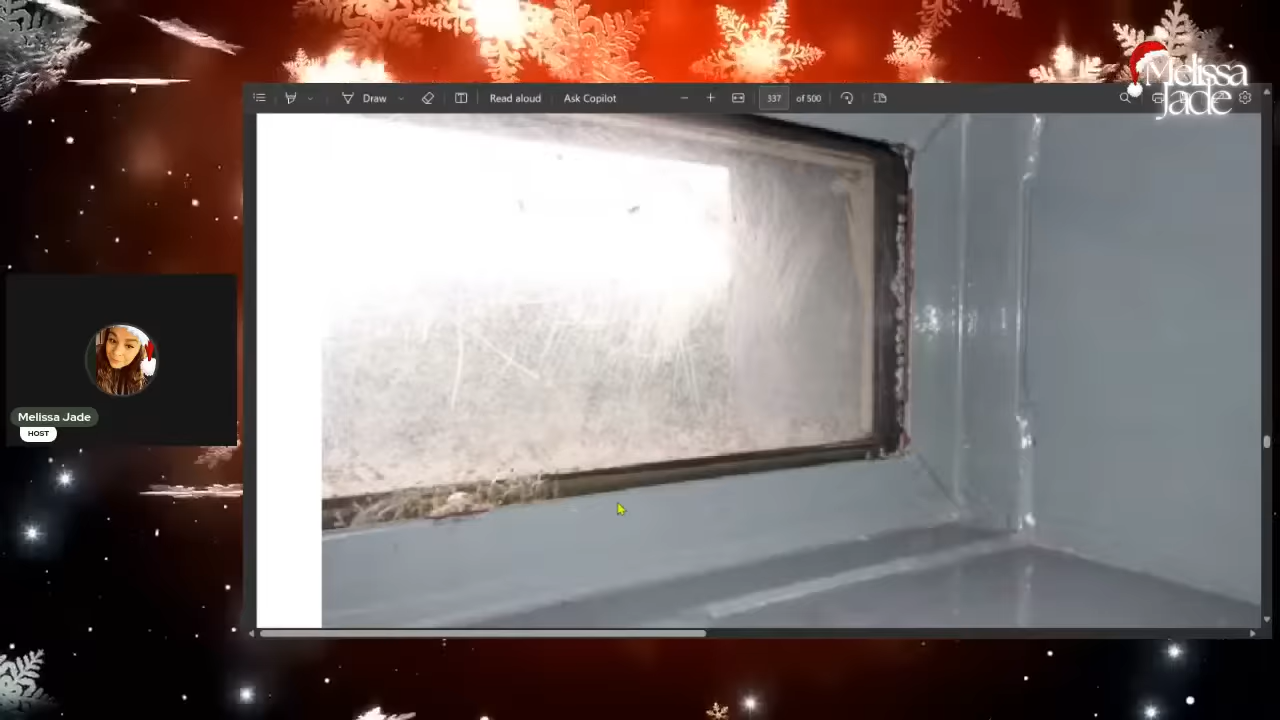 Melissa
Jade
Draw
Read aloud
Ask Copilot
337
of 500
Melissa Jade
HOST